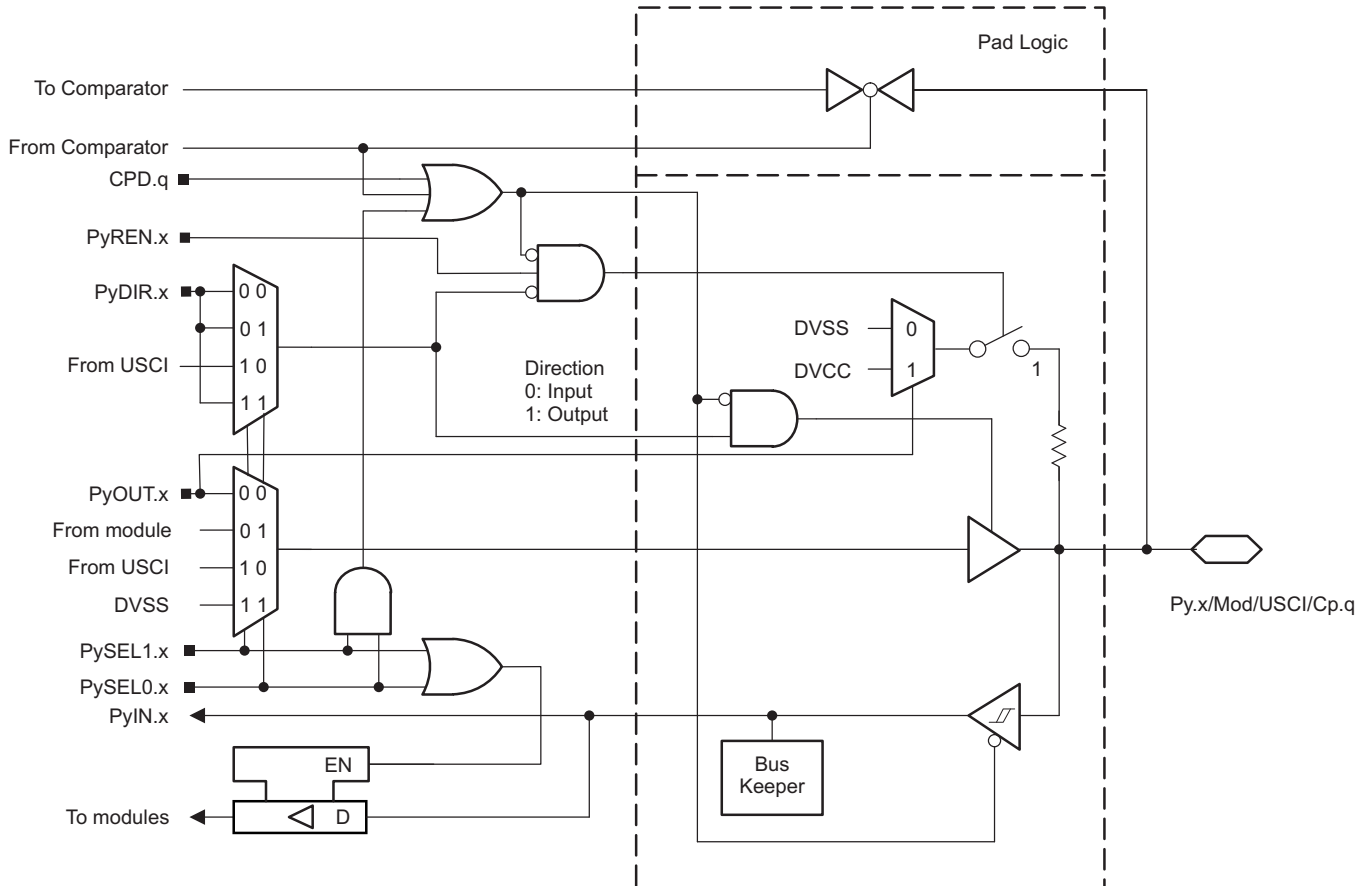 Pad Logic
To Comparator
From Comparator
CPD.q
PyREN.x
PyDIR.x
0 0
0 1
From USCI
1 0
1 1
Direction
0: Input
1: Output
DVSS
0
DVCC
1
1
PyOUT.x
0 0
From module
0 1
From USCI
1 0
DVSS
1 1
Py.x/Mod/USCI/Cp.q
PySEL1.x
PySEL0.x
PyIN.x
Bus
Keeper
EN
To modules
D